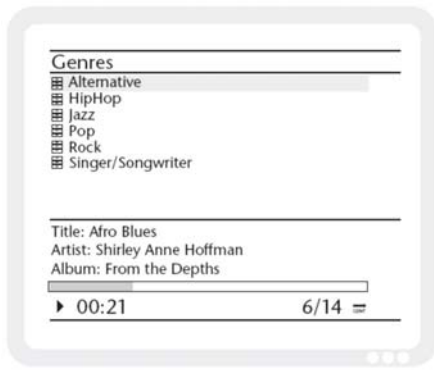 Genres
Alternative
HipHop
Jazz
Pop
Rock
Singer/Songwriter
Title: Afro Blues
Artist: Shirley Anne Hoffman
Album: From the Depths
00:21 6/14